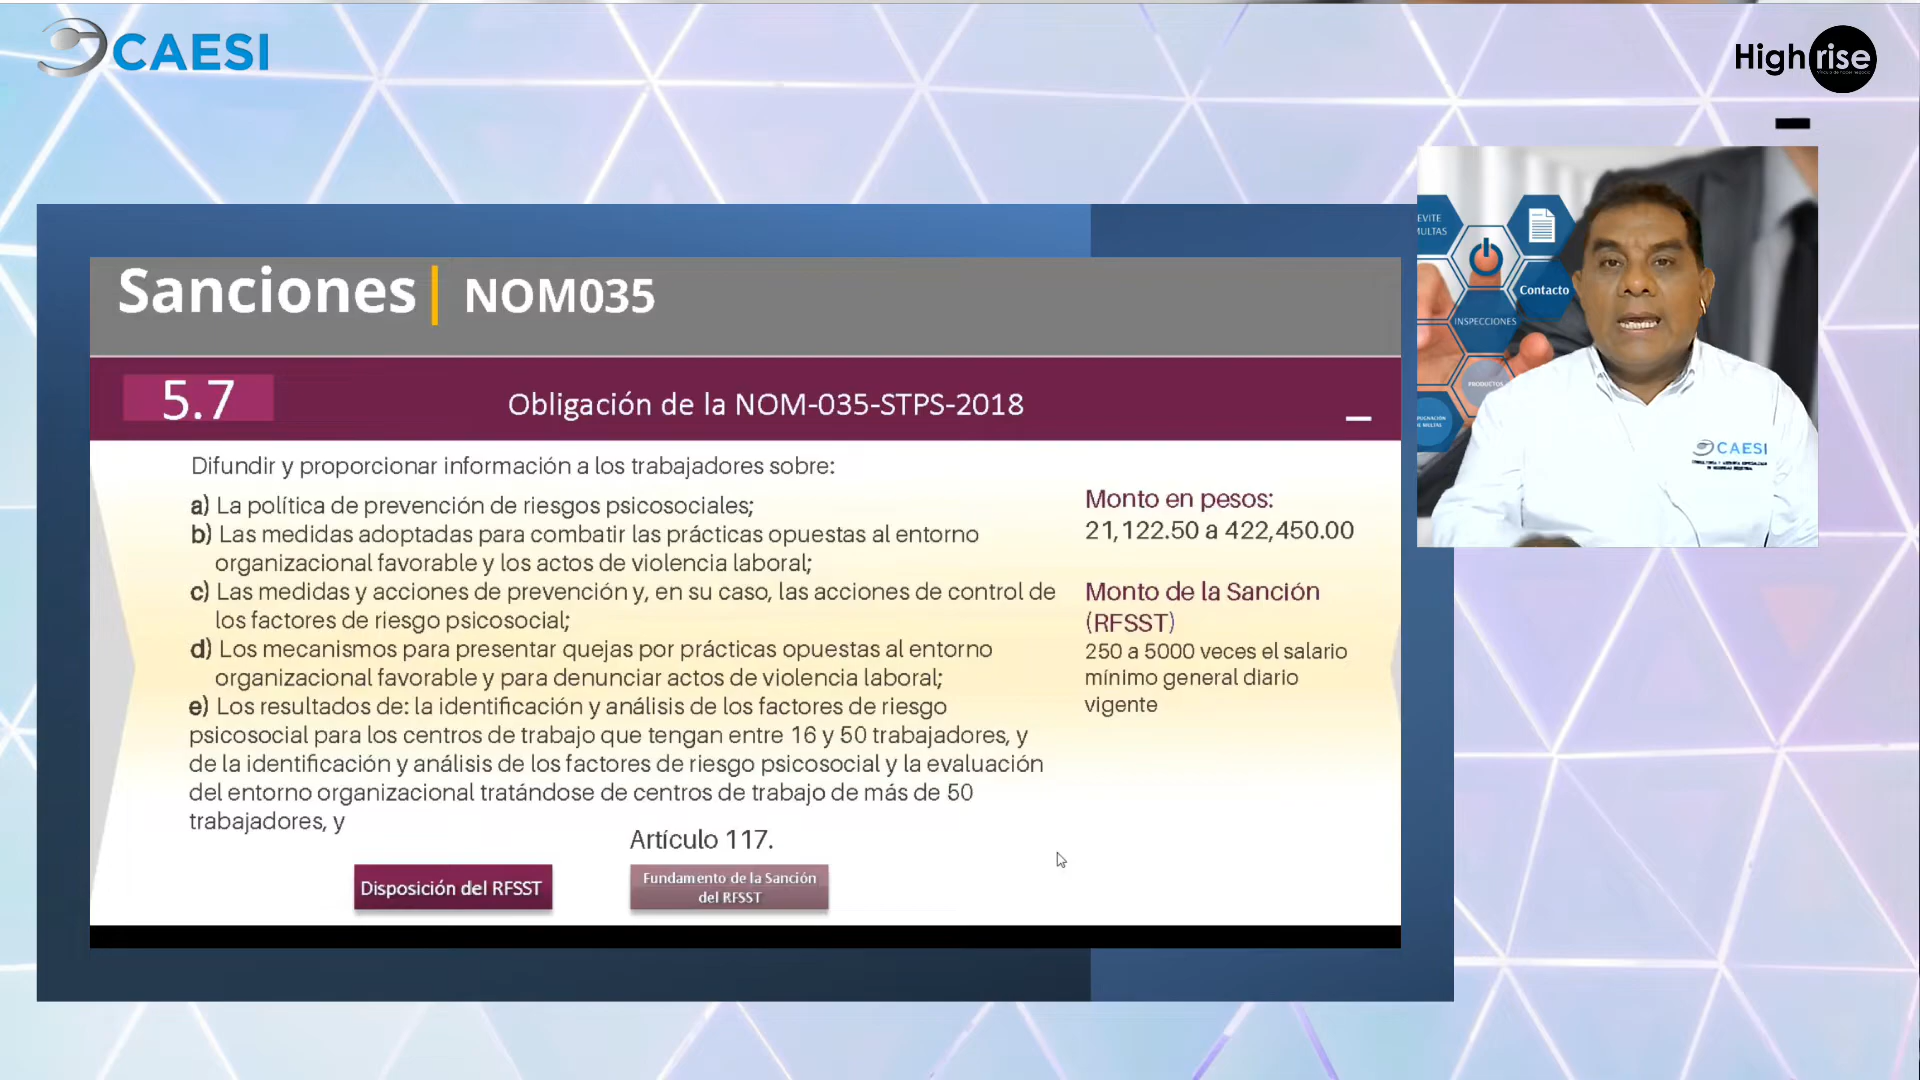 CAESI
High rise
Sanciones | NOM035
5.7
Obligación de la NOM-035-STPS-2018
Difundir y proporcionar información a los trabajadores sobre:
a) La política de prevención de riesgos psicosociales;
b) Las medidas adoptadas para combatir las prácticas opuestas al entorno
organizacional favorable y los actos de violencia laboral;
c) Las medidas y acciones de prevención y, en su caso, las acciones de control de
los factores de riesgo psicosocial;
d) Los mecanismos para presentar quejas por prácticas opuestas al entorno
organizacional favorable y para denunciar actos de violencia laboral;
e) Los resultados de: la identificación y análisis de los factores de riesgo
psicosocial para los centros de trabajo que tengan entre 16 y 50 trabajadores, y
de la identificación y análisis de los factores de riesgo psicosocial y la evaluación
del entorno organizacional tratándose de centros de trabajo de más de 50
trabajadores, y
Monto en pesos:
21,122.50 a 422,450.00
Monto de la Sanción
(RFSST)
250 a 5000 veces el salario
mínimo general diario
vigente
Artículo 117.
Disposición del RFSST
Fundamento de la Sanción
del RFSST
EVITE
MULTAS
Contacto
INSPECCIONES
PRODUCTOS
DE MULTAS
CAESI